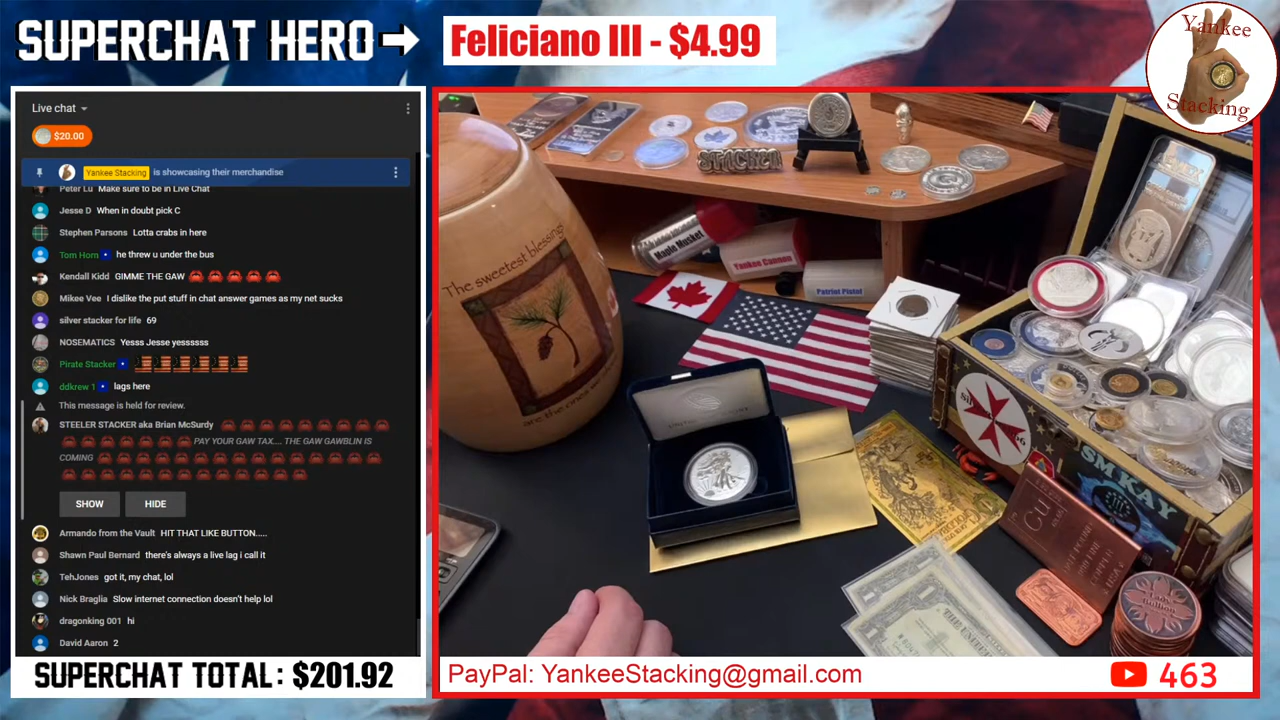 SUPERCHAT HERO
Feliciano III - $4.99
Yankee
Stacking
Live chat
$20.00
Yankee Stacking is showcasing their merchandise
Peter Lu Make sure to be in Live Chat
Jesse D When in doubt pick C
Stephen Parsons Lotta crabs in here
Tom Horn he threw u under the bus
Kendall Kidd GIMME THE GAW
Mikee Vee I dislike the put stuff in chat answer games as my net sucks
silver stacker for life 69
NOSEMATICS Yesss Jesse yessssss
Pirate Stacker
ddkrew 1 lags here
This message is held for review.
STEELER STACKER aka Brian McSurdy
PAY YOUR GAW TAX.... THE GAW GAWBLIN IS
COMING
SHOW HIDE
Armando from the Vault HIT THAT LIKE BUTTON.....
Shawn Paul Bernard there's always a live lag i call it
TehJones got it, my chat, lol
Nick Braglia Slow internet connection doesn't help lol
dragonking 001 hi
David Aaron 2
SUPERCHAT TOTAL: $201.92
The sweetest blessings
are the ones
STACKER
Maple Musket
Yankee Cannon
Patriot Pistol
SMKAY
Cu
Lady
Bullion
PayPal: YankeeStacking@gmail.com
463